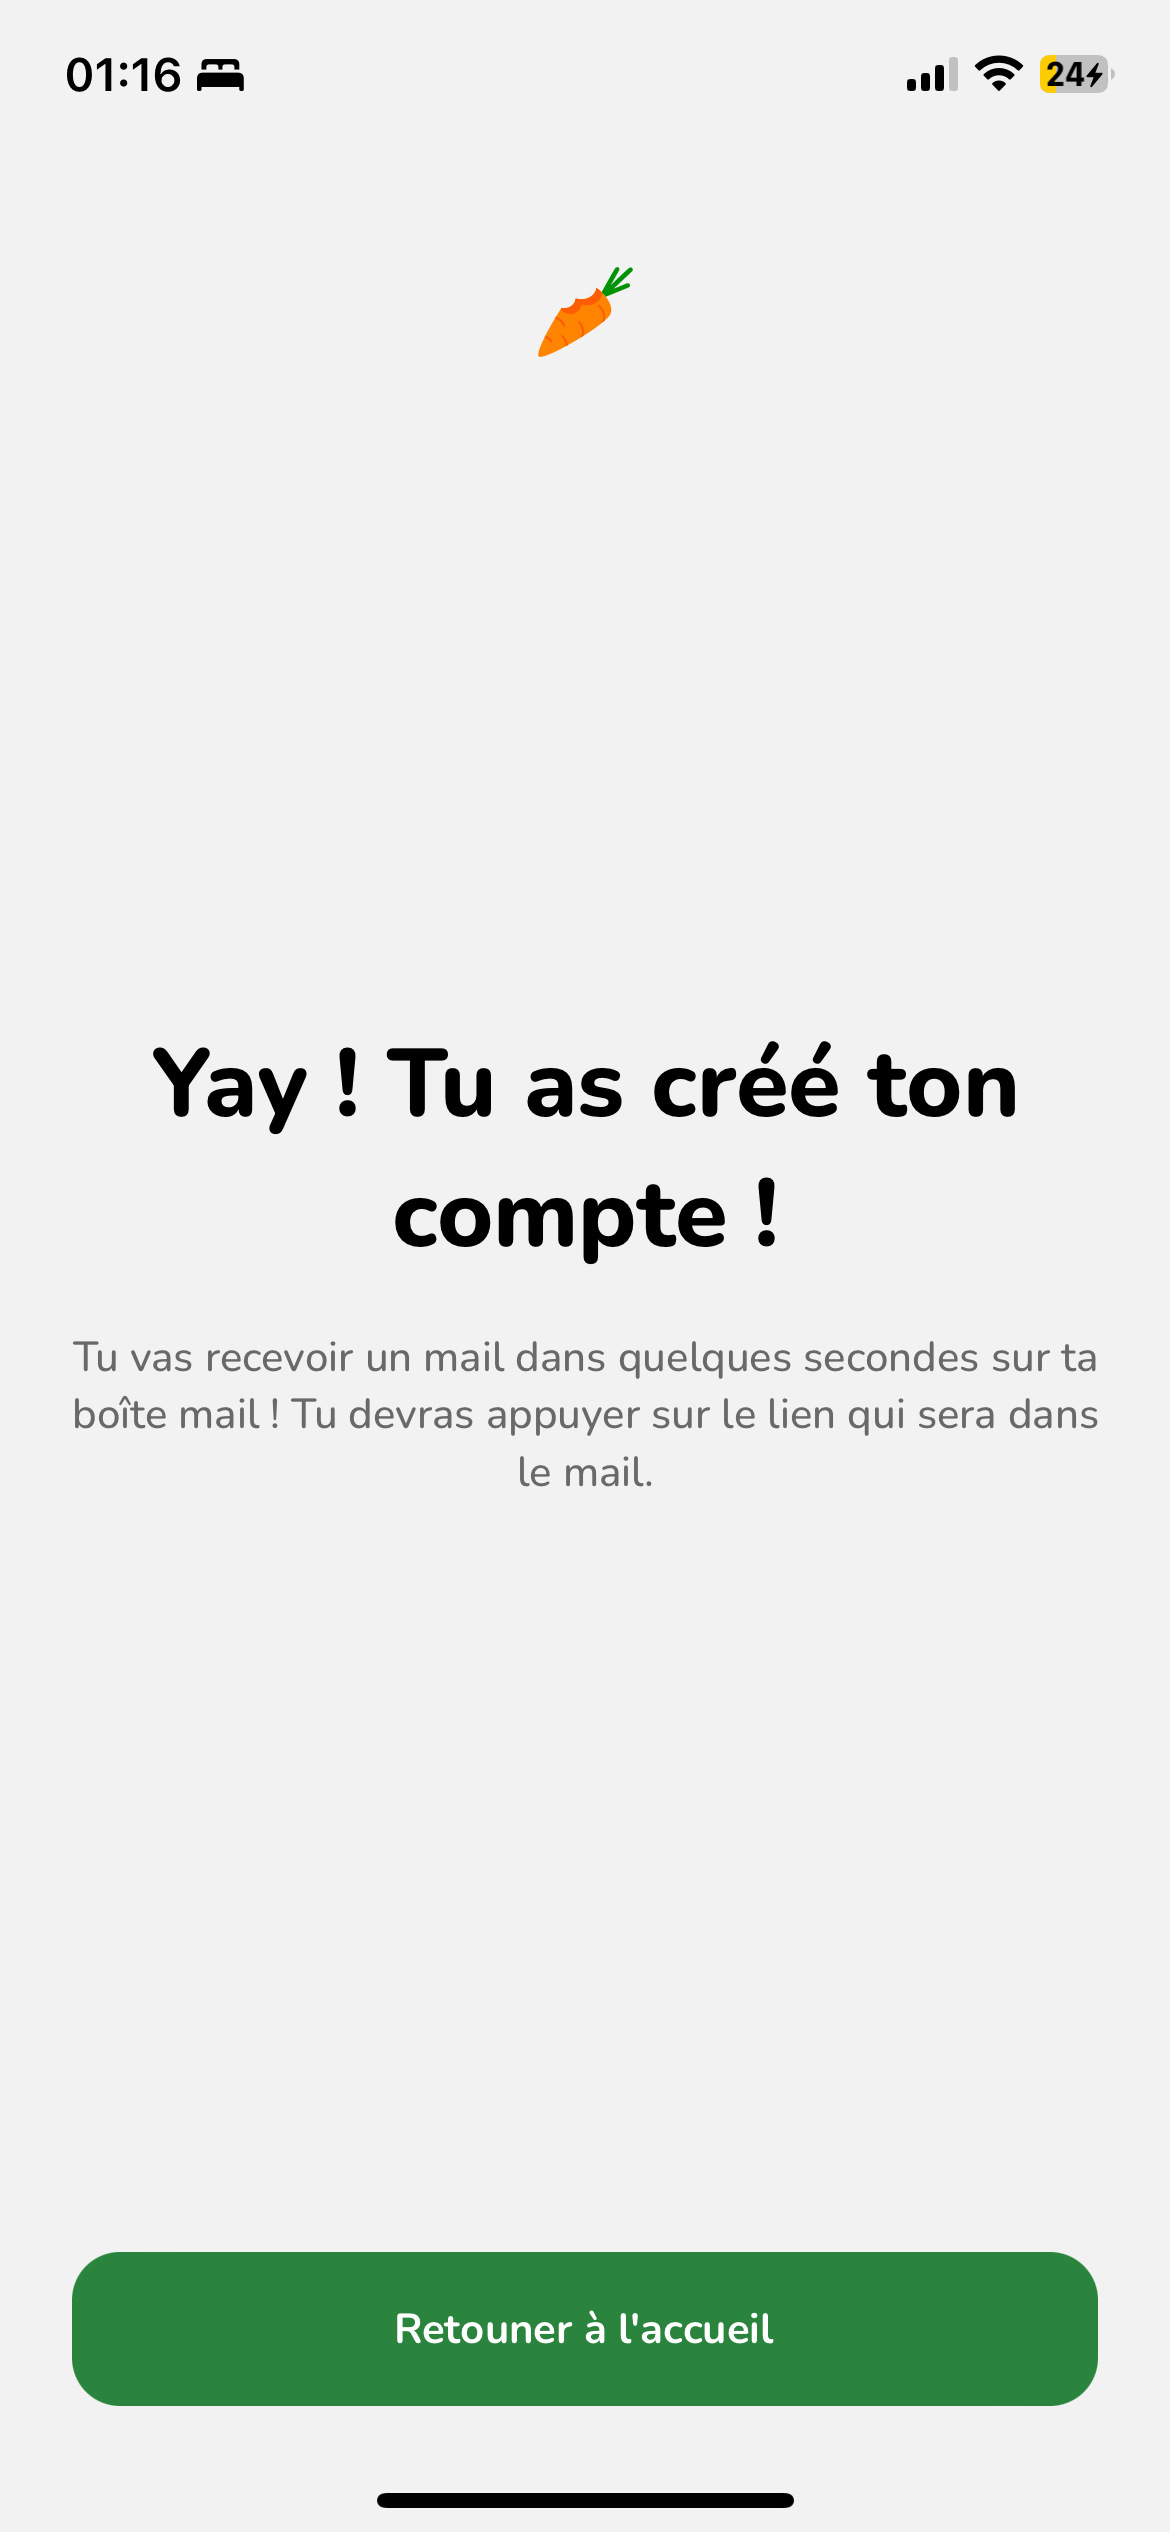 01:16
24
Yay ! Tu as créé ton
compte !
Tu vas recevoir un mail dans quelques secondes sur ta
boîte mail ! Tu devras appuyer sur le lien qui sera dans
le mail.
Retouner à l'accueil